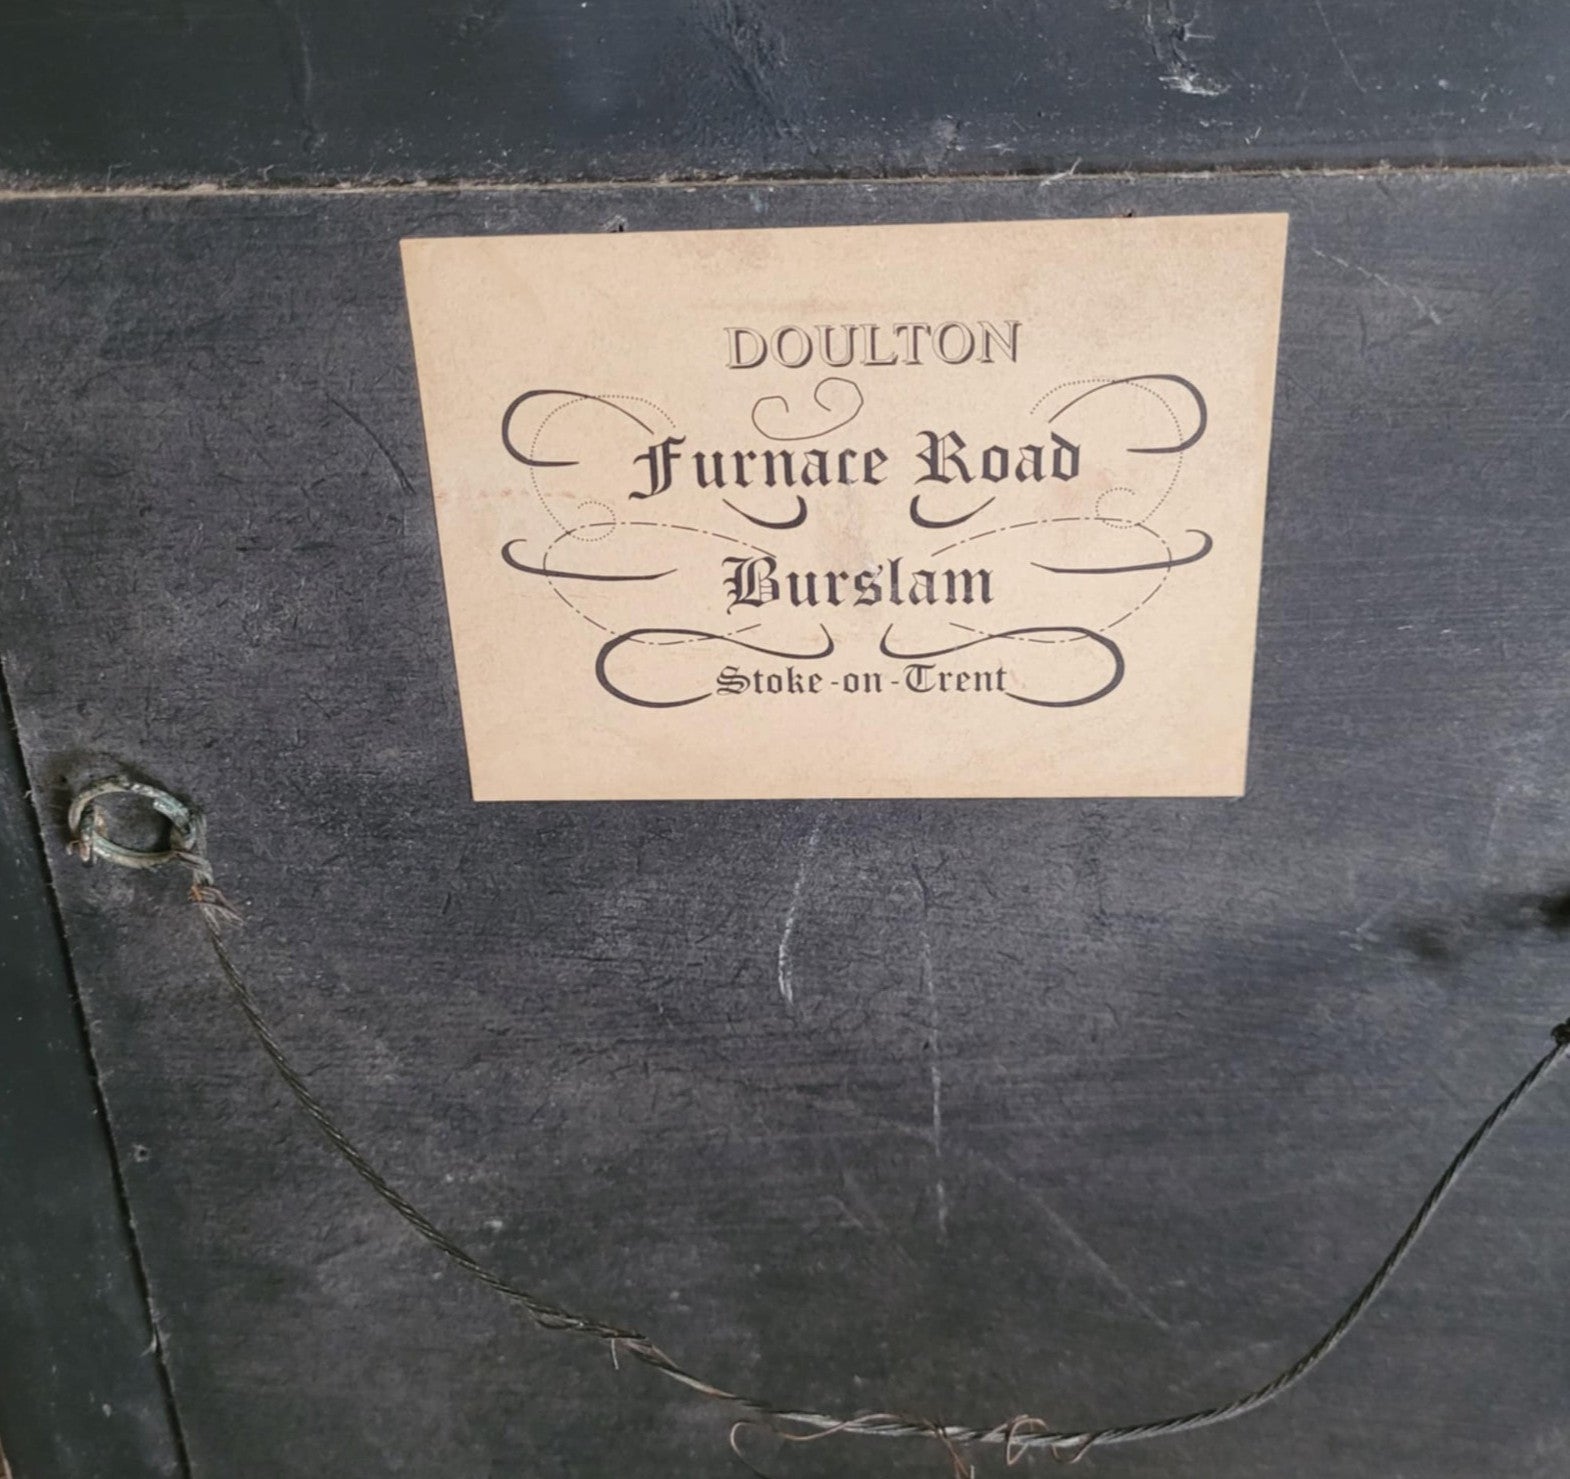 DOULTON
Furnace Road
Burslam
Stoke-on-Trent